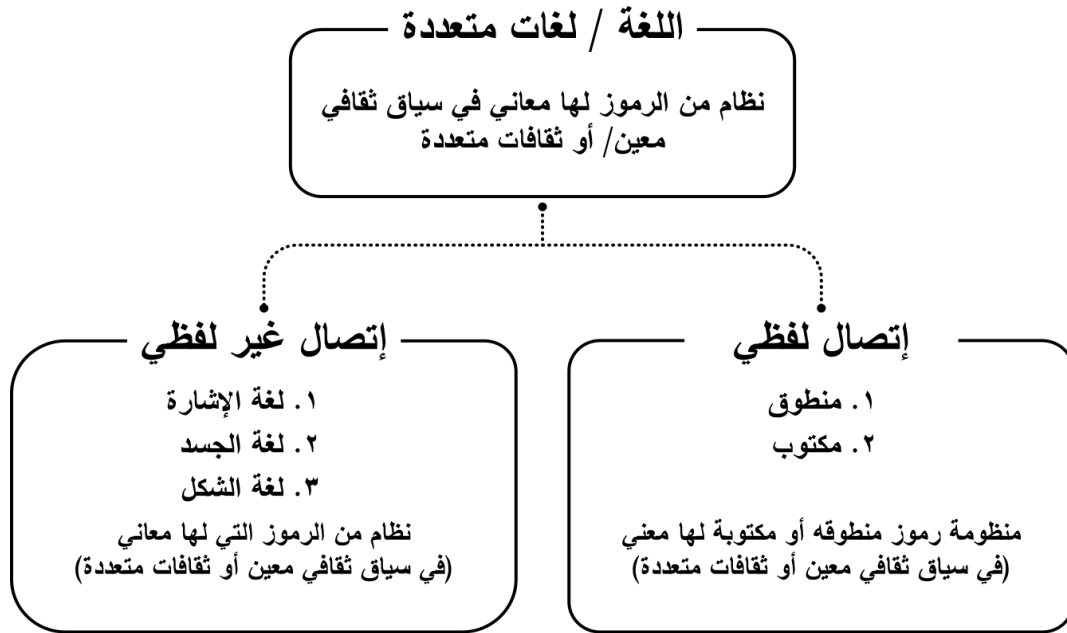 اللغة / لغات متعددة
نظام من الرموز لها معاني في سياق ثقافي
معين/ أو ثقافات متعددة
إتصال لفظي
١. منطوق
٢. مكتوب
منظومة رموز منطوقه أو مكتوبة لها معني
(في سياق ثقافي معين أو ثقافات متعددة)
إتصال غير لفظي
١. لغة الإشارة
٢. لغة الجسد
٣. لغة الشكل
نظام من الرموز التي لها معاني
(في سياق ثقافي معين أو ثقافات متعددة)